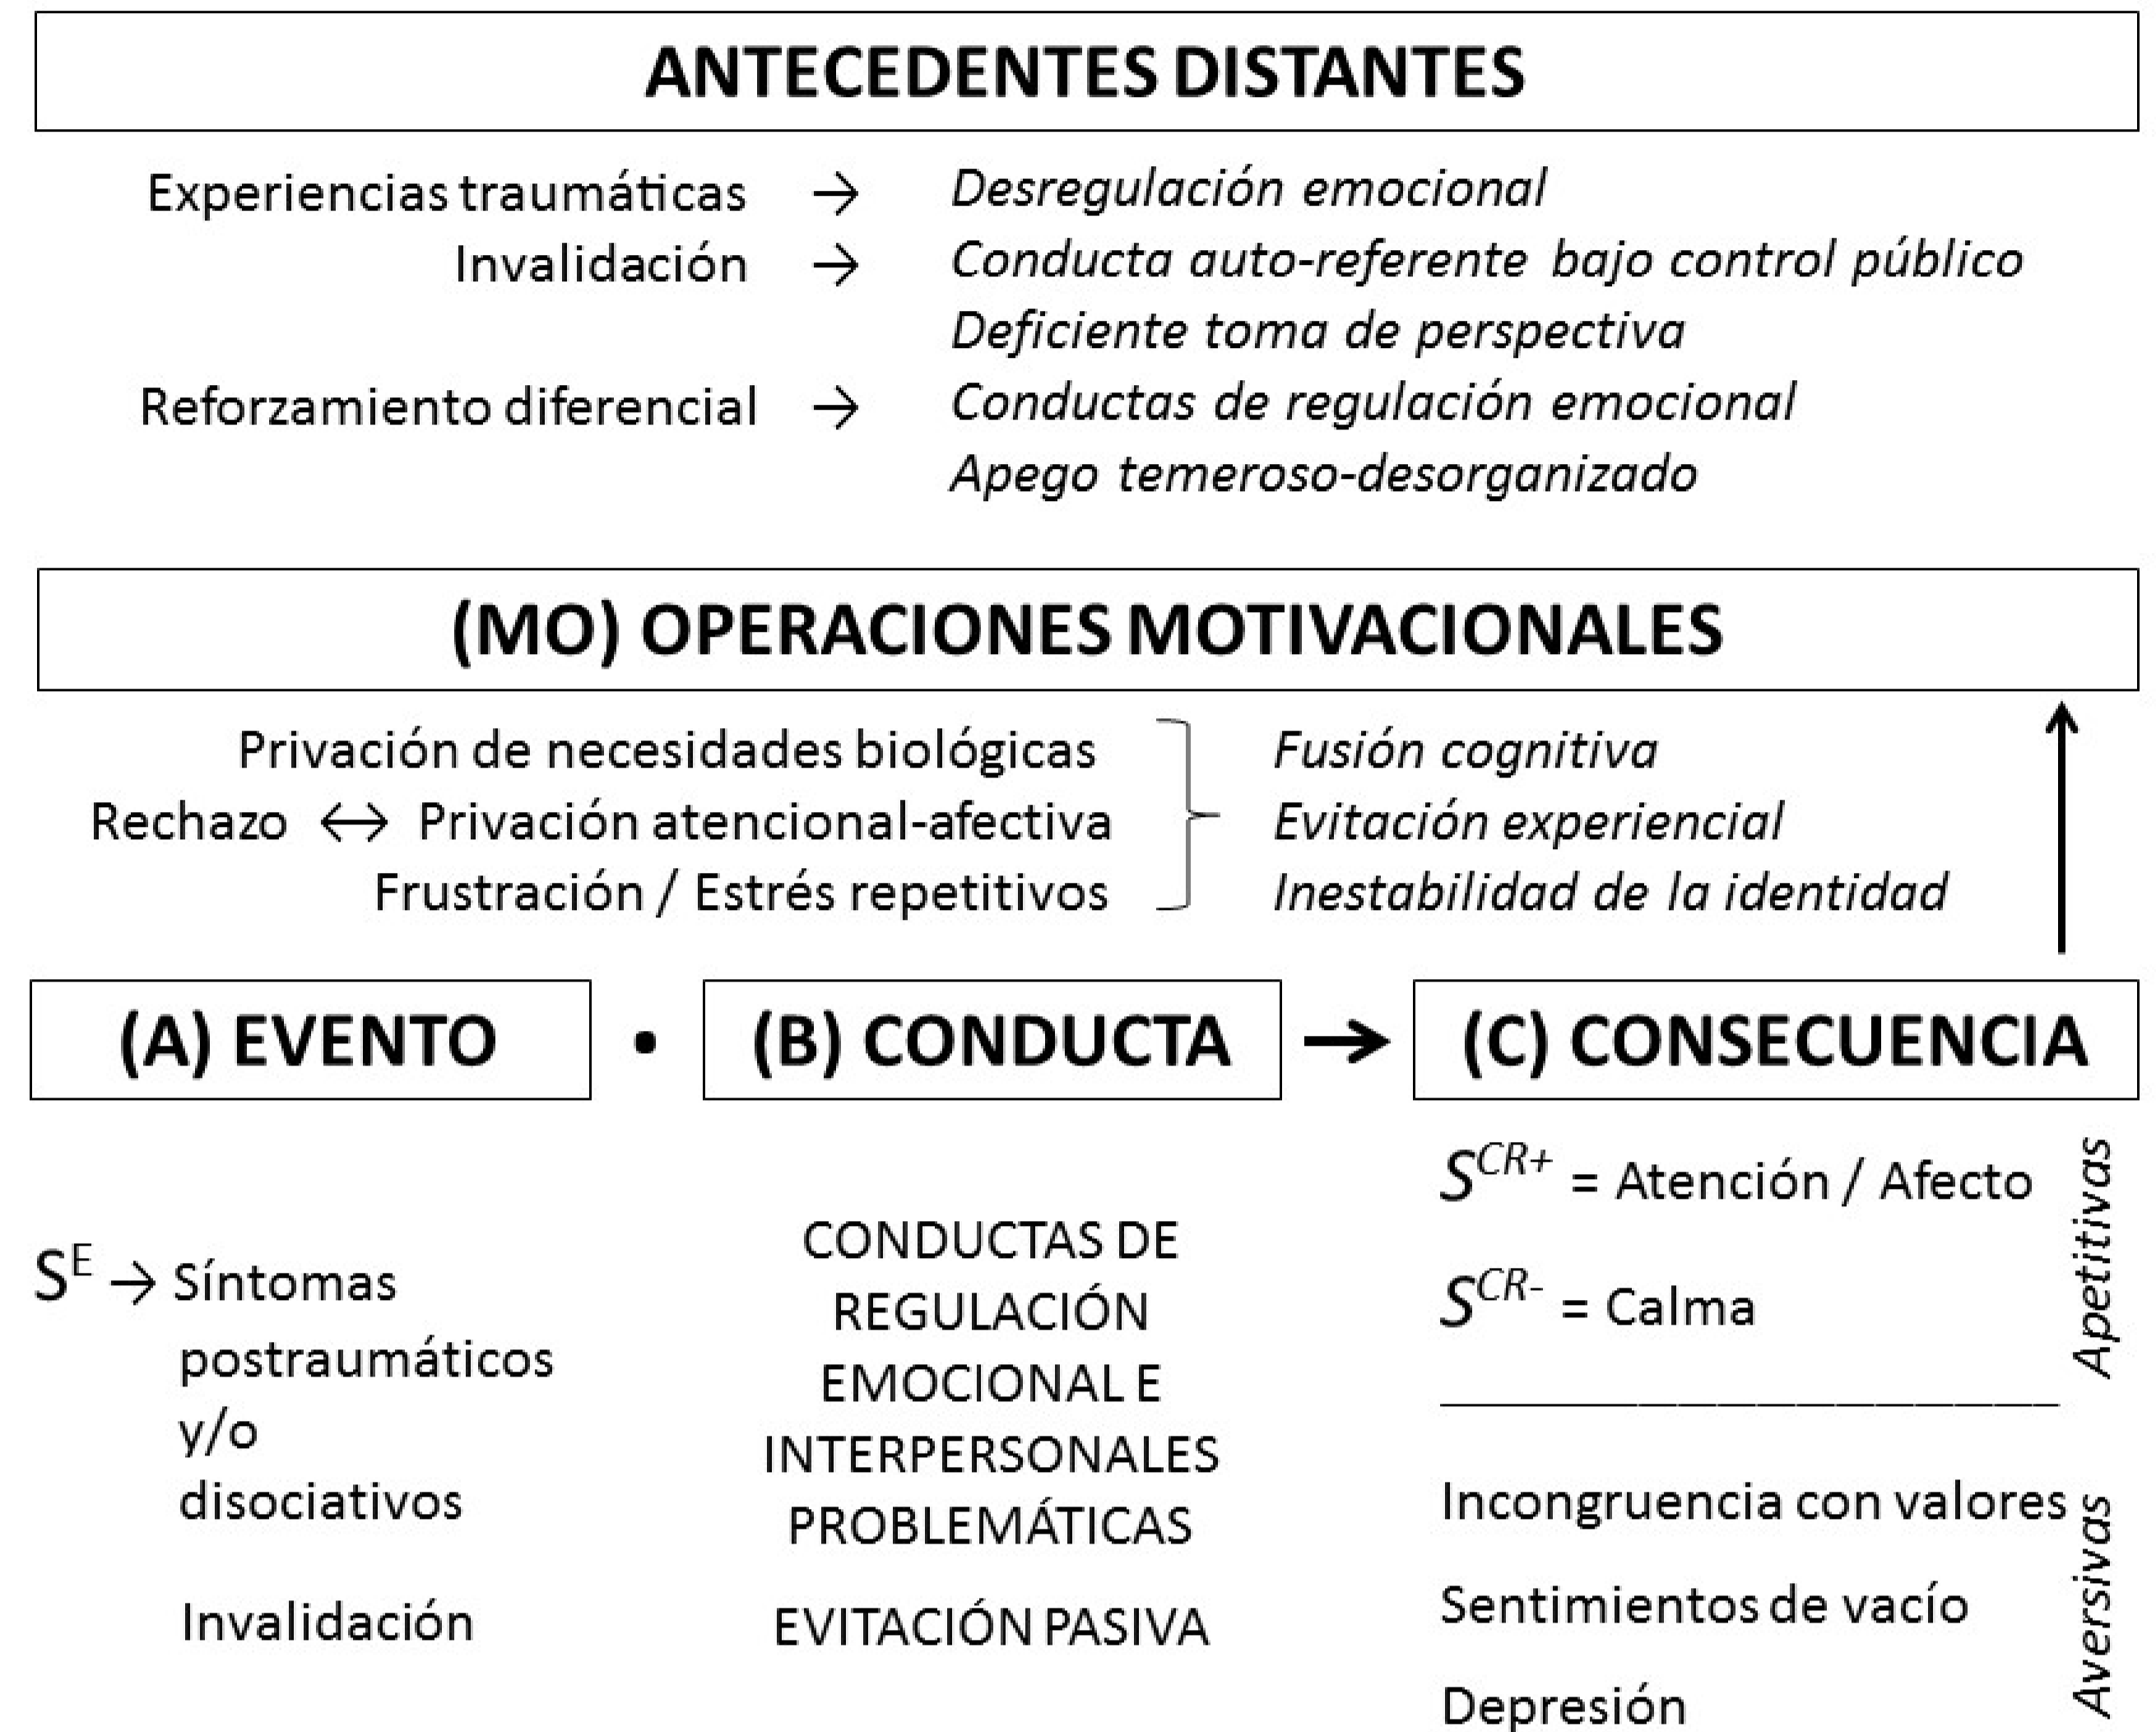 ANTECEDENTES DISTANTES
Experiencias traumáticas → Desregulación emocional
Invalidación → Conducta auto-referente bajo control público
Deficiente toma de perspectiva
Reforzamiento diferencial → Conductas de regulación emocional
Apego temeroso-desorganizado
(MO) OPERACIONES MOTIVACIONALES
Privación de necesidades biológicas
Rechazo ↔ Privación atencional-afectiva
Frustración / Estrés repetitivos
Fusión cognitiva
Evitación experiencial
Inestabilidad de la identidad
(A) EVENTO • (B) CONDUCTA → (C) CONSECUENCIA
S^E → Síntomas
postraumáticos
y/o
disociativos
Invalidación
CONDUCTAS DE
REGULACIÓN
EMOCIONAL E
INTERPERSONALES
PROBLEMÁTICAS
EVITACIÓN PASIVA
S^CR+ = Atención / Afecto
S^CR- = Calma
Apetitivas
Incongruencia con valores
Sentimientos de vacío
Depresión
Aversivas